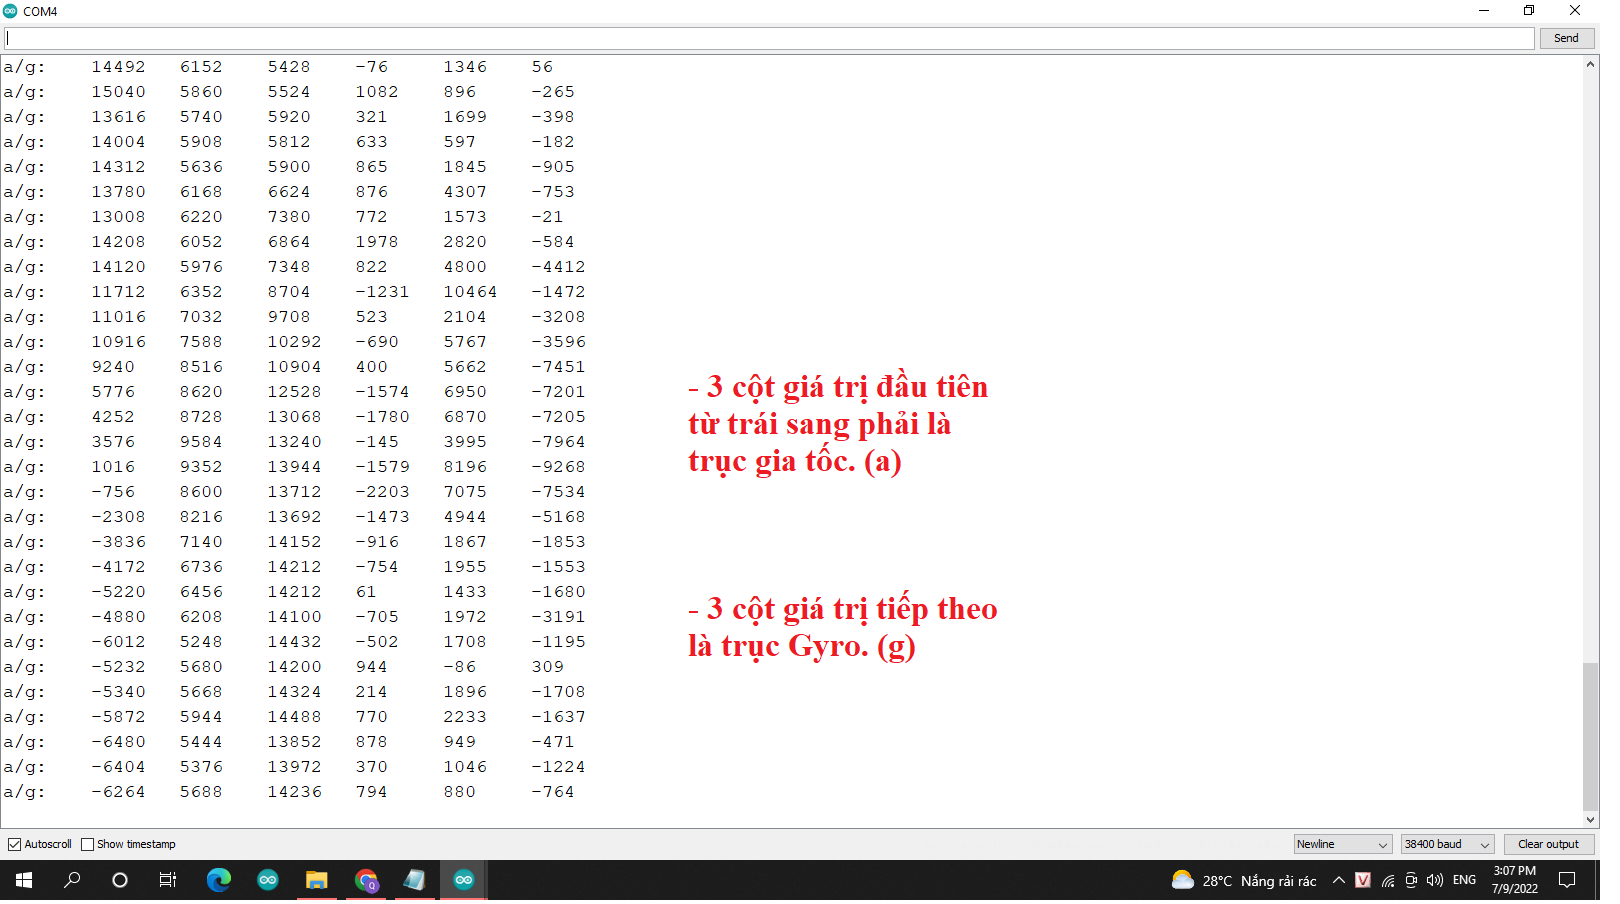 COM4
Send
a/g: 14492 6152 5428 -76 1346 56
a/g: 15040 5860 5524 1082 896 -265
a/g: 13616 5740 5920 321 1699 -398
a/g: 14004 5908 5812 633 597 -182
a/g: 14312 5636 5900 865 1845 -905
a/g: 13780 6168 6624 876 4307 -753
a/g: 13008 6220 7380 772 1573 -21
a/g: 14208 6052 6864 1978 2820 -584
a/g: 14120 5976 7348 822 4800 -4412
a/g: 11712 6352 8704 -1231 10464 -1472
a/g: 11016 7032 9708 523 2104 -3208
a/g: 10916 7588 10292 -690 5767 -3596
a/g: 9240 8516 10904 400 5662 -7451
a/g: 5776 8620 12528 -1574 6950 -7201
a/g: 4252 8728 13068 -1780 6870 -7205
a/g: 3576 9584 13240 -145 3995 -7964
a/g: 1016 9352 13944 -1579 8196 -9268
a/g: -756 8600 13712 -2203 7075 -7534
a/g: -2308 8216 13692 -1473 4944 -5168
a/g: -3836 7140 14152 -916 1867 -1853
a/g: -4172 6736 14212 -754 1955 -1553
a/g: -5220 6456 14212 61 1433 -1680
a/g: -4880 6208 14100 -705 1972 -3191
a/g: -6012 5248 14432 -502 1708 -1195
a/g: -5232 5680 14200 944 -86 309
a/g: -5340 5668 14324 214 1896 -1708
a/g: -5872 5944 14488 770 2233 -1637
a/g: -6480 5444 13852 878 949 -471
a/g: -6404 5376 13972 370 1046 -1224
a/g: -6264 5688 14236 794 880 -764
- 3 cột giá trị đầu tiên
từ trái sang phải là
trục gia tốc. (a)
- 3 cột giá trị tiếp theo
là trục Gyro. (g)
Autoscroll Show timestamp Newline 38400 baud Clear output
28°C Nắng rải rác V ENG
3:07 PM
7/9/2022
Q